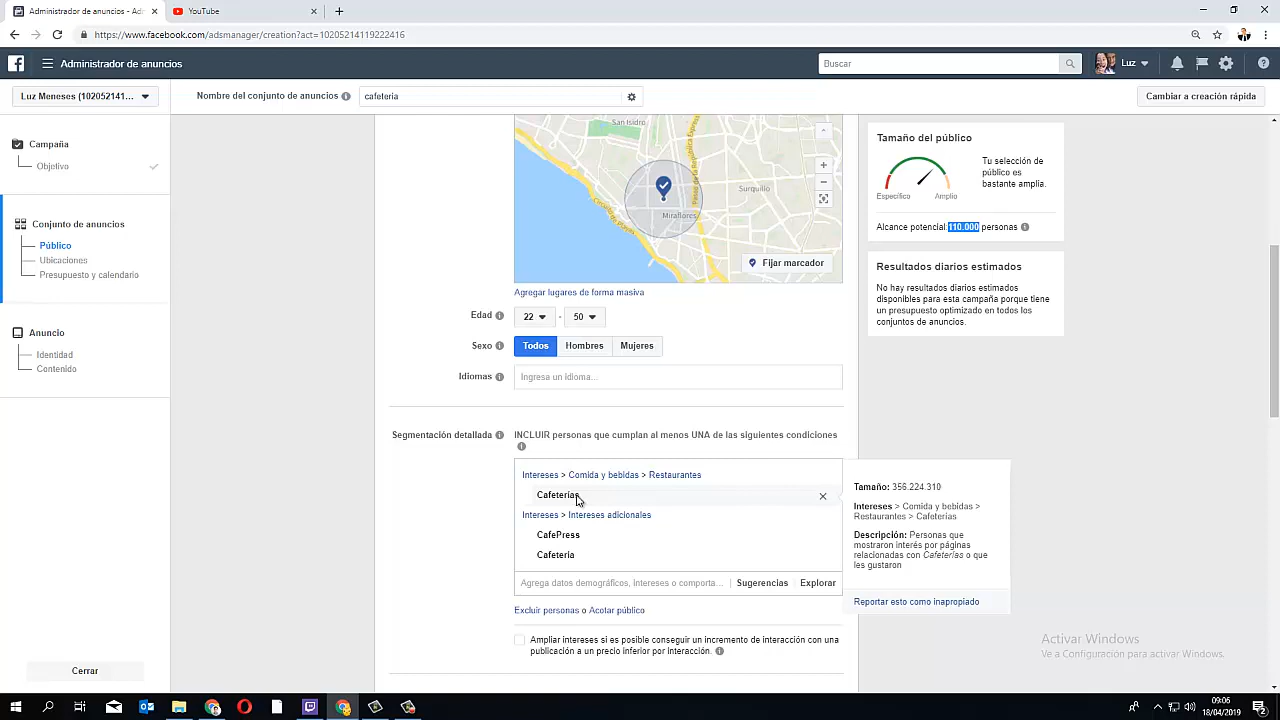 Administrador de anuncios - Adm
YouTube
https://www.facebook.com/adsmanager/creation?act=10205214119222416
Administrador de anuncios
Buscar
Luz
Luz Meneses (102052141...
Nombre del conjunto de anuncios
cafeteria
Cambiar a creación rápida
Campaña
Objetivo
Conjunto de anuncios
Público
Ubicaciones
Presupuesto y calendario
Anuncio
Identidad
Contenido
Cerrar
San Isidro
Paseo de la República Express
Surquillo
Miraflores
Fijar marcador
Agregar lugares de forma masiva
Edad
22
-
50
Sexo
Todos
Hombres
Mujeres
Idiomas
Ingresa un idioma...
Segmentación detallada
INCLUIR personas que cumplan al menos UNA de las siguientes condiciones
Intereses > Comida y bebidas > Restaurantes
Cafeterías
Intereses > Intereses adicionales
CafePress
Cafeteria
Agrega datos demográficos, intereses o comporta...
Sugerencias
Explorar
Excluir personas o Acotar público
Ampliar intereses si es posible conseguir un incremento de interacción con una
publicación a un precio inferior por interacción.
Tamaño del público
Específico
Amplio
Tu selección de
público es
bastante amplia.
Alcance potencial:110.000 personas
Resultados diarios estimados
No hay resultados diarios estimados
disponibles para esta campaña porque tiene
un presupuesto optimizado en todos los
conjuntos de anuncios.
Tamaño: 356.224.310
Intereses > Comida y bebidas >
Restaurantes > Cafeterías
Descripción: Personas que
mostraron interés por páginas
relacionadas con Cafeterías o que
les gustaron
Reportar esto como inapropiado
Activar Windows
Ve a Configuración para activar Windows.
09:06
18/04/2019
2